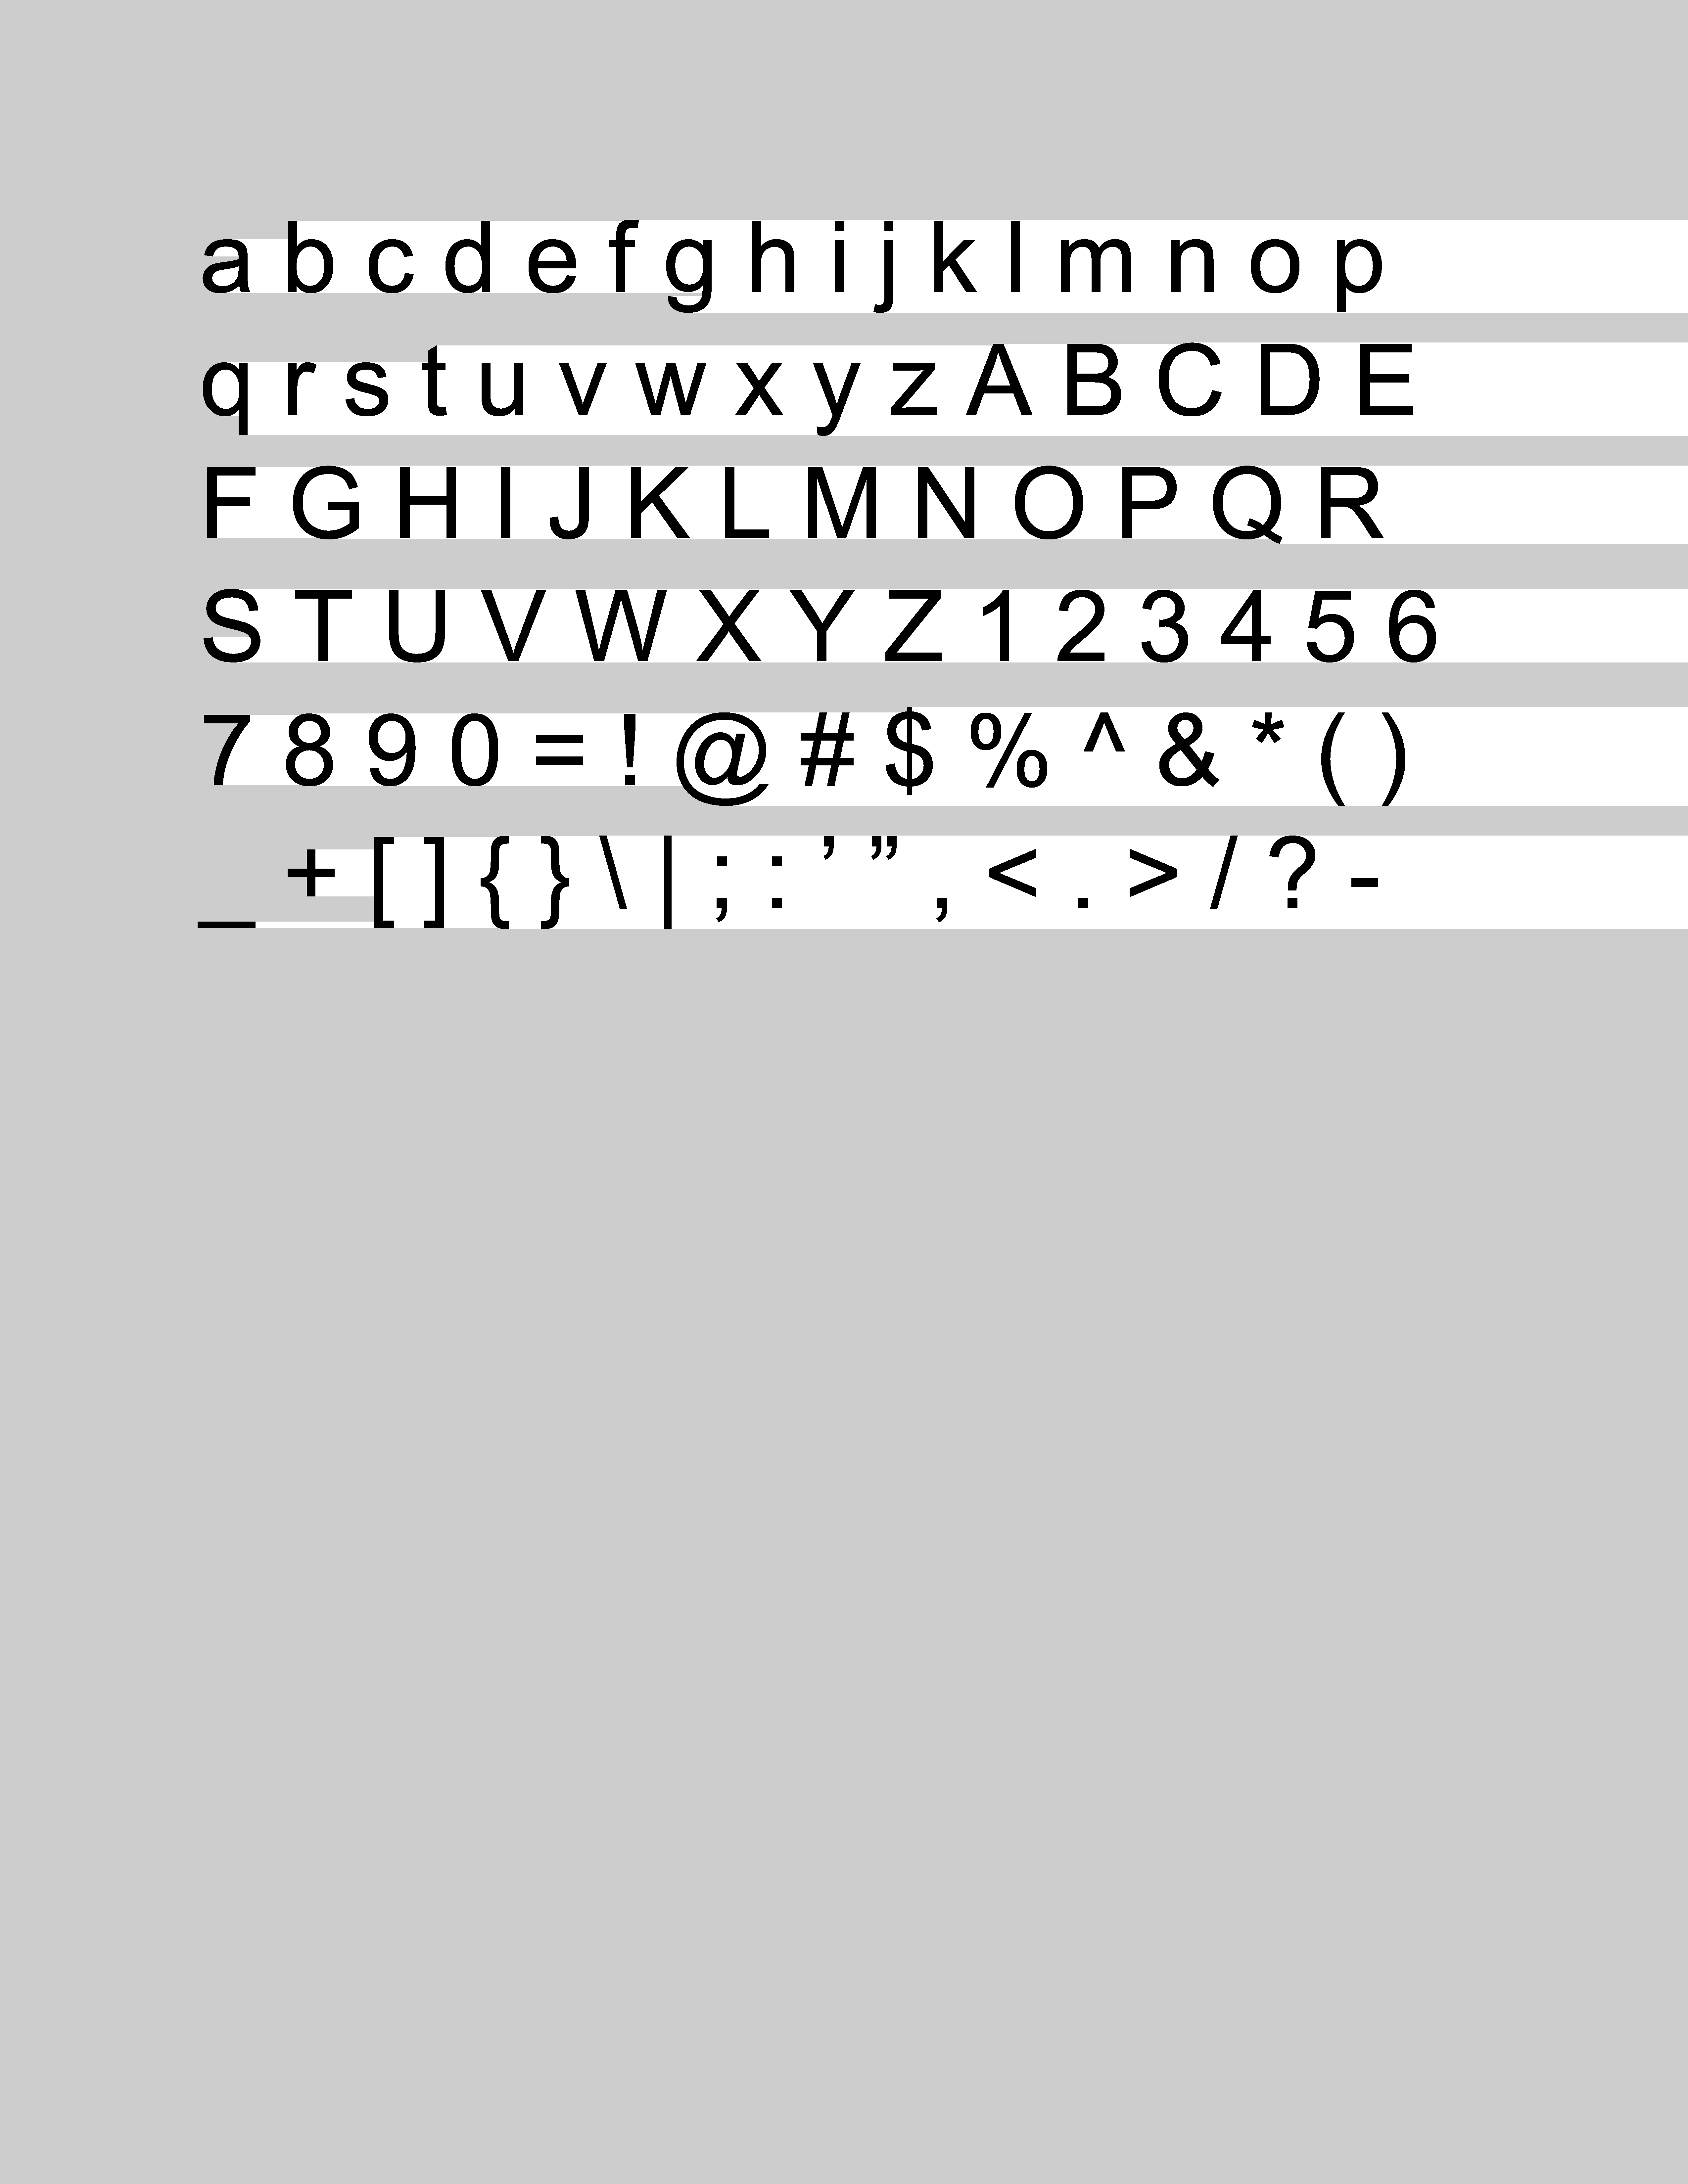 a b c d e f g h i j k l m n o p
q r s t u v w x y z A B C D E
F G H I J K L M N O P Q R
S T U V W X Y Z 1 2 3 4 5 6
7 8 9 0 = ! @ # $ % ^ & * ( )
_ + [ ] { } \ | ; : ’ ” , < . > / ? -